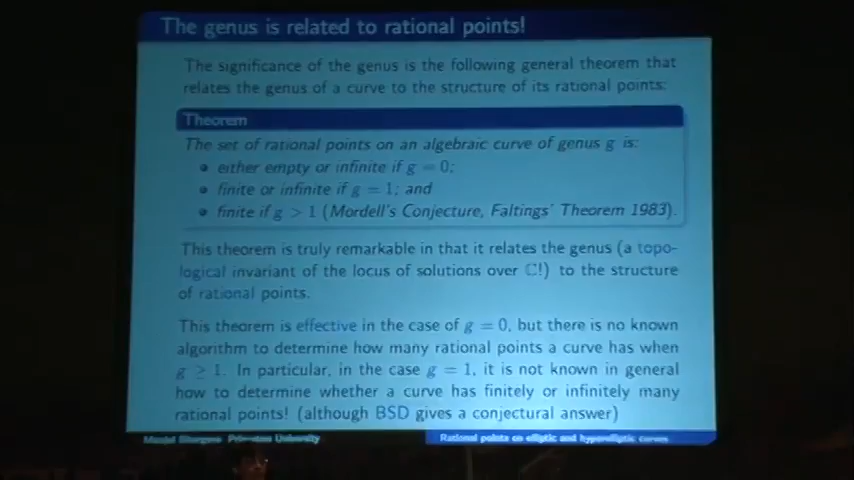 The genus is related to rational points!
The significance of the genus is the following general theorem that
relates the genus of a curve to the structure of its rational points:
Theorem
The set of rational points on an algebraic curve of genus g is:
• either empty or infinite if g = 0;
• finite or infinite if g = 1; and
• finite if g > 1 (Mordell's Conjecture, Faltings' Theorem 1983).
This theorem is truly remarkable in that it relates the genus (a topo-
logical invariant of the locus of solutions over ℂ!) to the structure
of rational points.
This theorem is effective in the case of g = 0, but there is no known
algorithm to determine how many rational points a curve has when
g ≥ 1. In particular, in the case g = 1, it is not known in general
how to determine whether a curve has finitely or infinitely many
rational points! (although BSD gives a conjectural answer)
Manjul Bhargava Princeton University
Rational points on elliptic and hyperelliptic curves